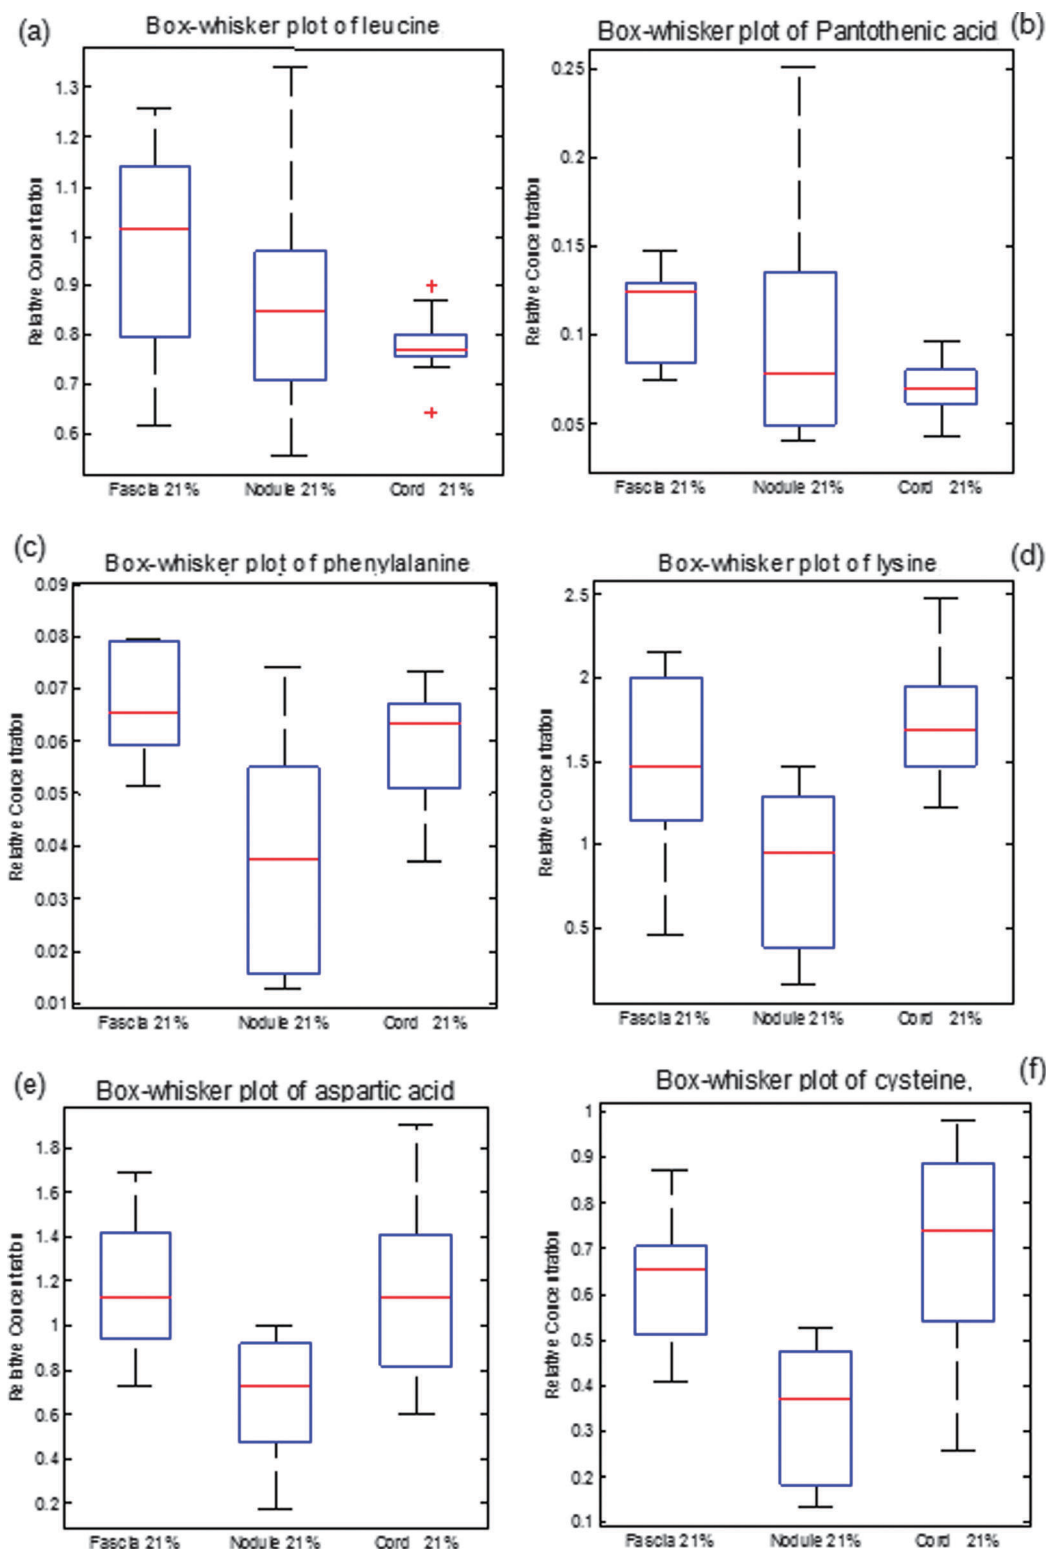 (a)
Box-whisker plot of leucine
Relative Concentration
1.3
1.2
1.1
1
0.9
0.8
0.7
0.6
Fascia 21% Nodule 21% Cord 21%
(b)
Box-whisker plot of Pantothenic acid
Relative Concentration
0.25
0.2
0.15
0.1
0.05
Fascia 21% Nodule 21% Cord 21%
(c)
Box-whisker plot of phenylalanine
Relative Concentration
0.09
0.08
0.07
0.06
0.05
0.04
0.03
0.02
0.01
Fascia 21% Nodule 21% Cord 21%
(d)
Box-whisker plot of lysine
Relative Concentration
2.5
2
1.5
1
0.5
Fascia 21% Nodule 21% Cord 21%
(e)
Box-whisker plot of aspartic acid
Relative Concentration
1.8
1.6
1.4
1.2
1
0.8
0.6
0.4
0.2
Fascia 21% Nodule 21% Cord 21%
(f)
Box-whisker plot of cysteine,
Relative Concentration
1
0.9
0.8
0.7
0.6
0.5
0.4
0.3
0.2
0.1
Fascia 21% Nodule 21% Cord 21%